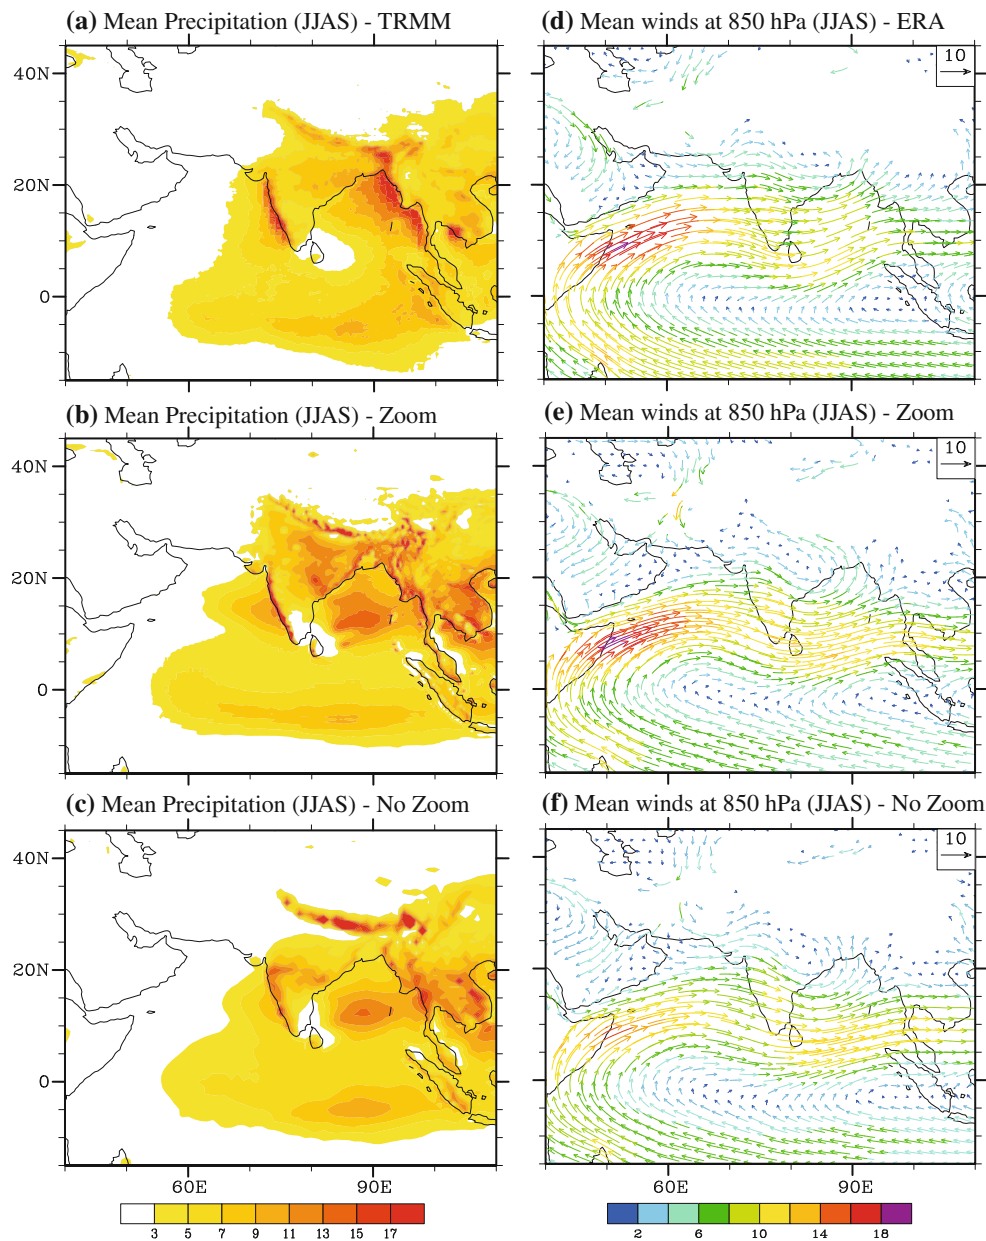 (a) Mean Precipitation (JJAS) - TRMM
(d) Mean winds at 850 hPa (JJAS) - ERA
40N
20N
0
10
(b) Mean Precipitation (JJAS) - Zoom
(e) Mean winds at 850 hPa (JJAS) - Zoom
40N
20N
0
10
(c) Mean Precipitation (JJAS) - No Zoom
(f) Mean winds at 850 hPa (JJAS) - No Zoom
40N
20N
0
10
60E 90E
60E 90E
3 5 7 9 11 13 15 17
2 6 10 14 18